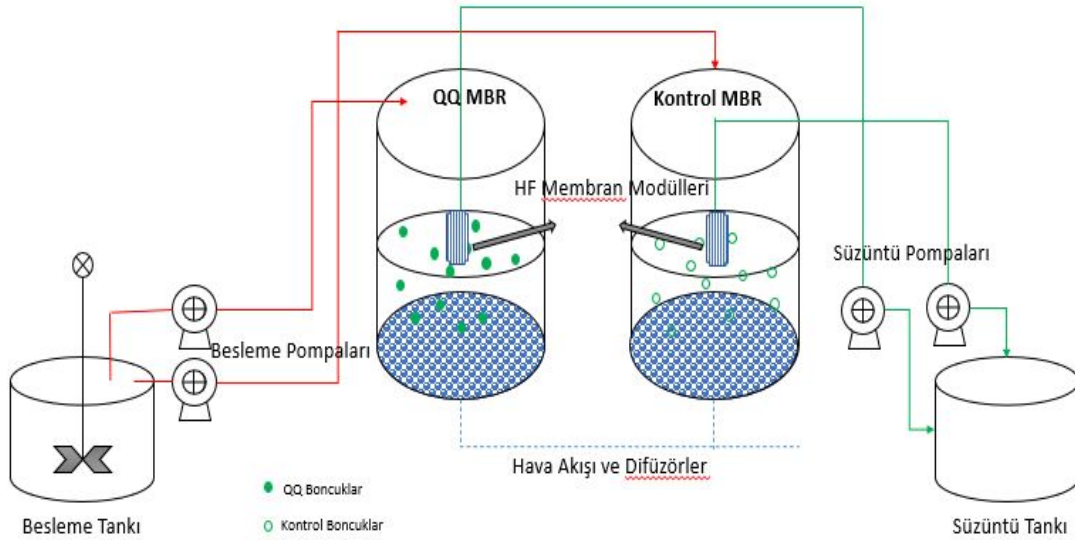 QQ MBR
Kontrol MBR
HF Membran Modülleri
Süzüntü Pompaları
Besleme Pompaları
Hava Akışı ve Difüzörler
QQ Boncuklar
Kontrol Boncuklar
Besleme Tankı
Süzüntü Tankı